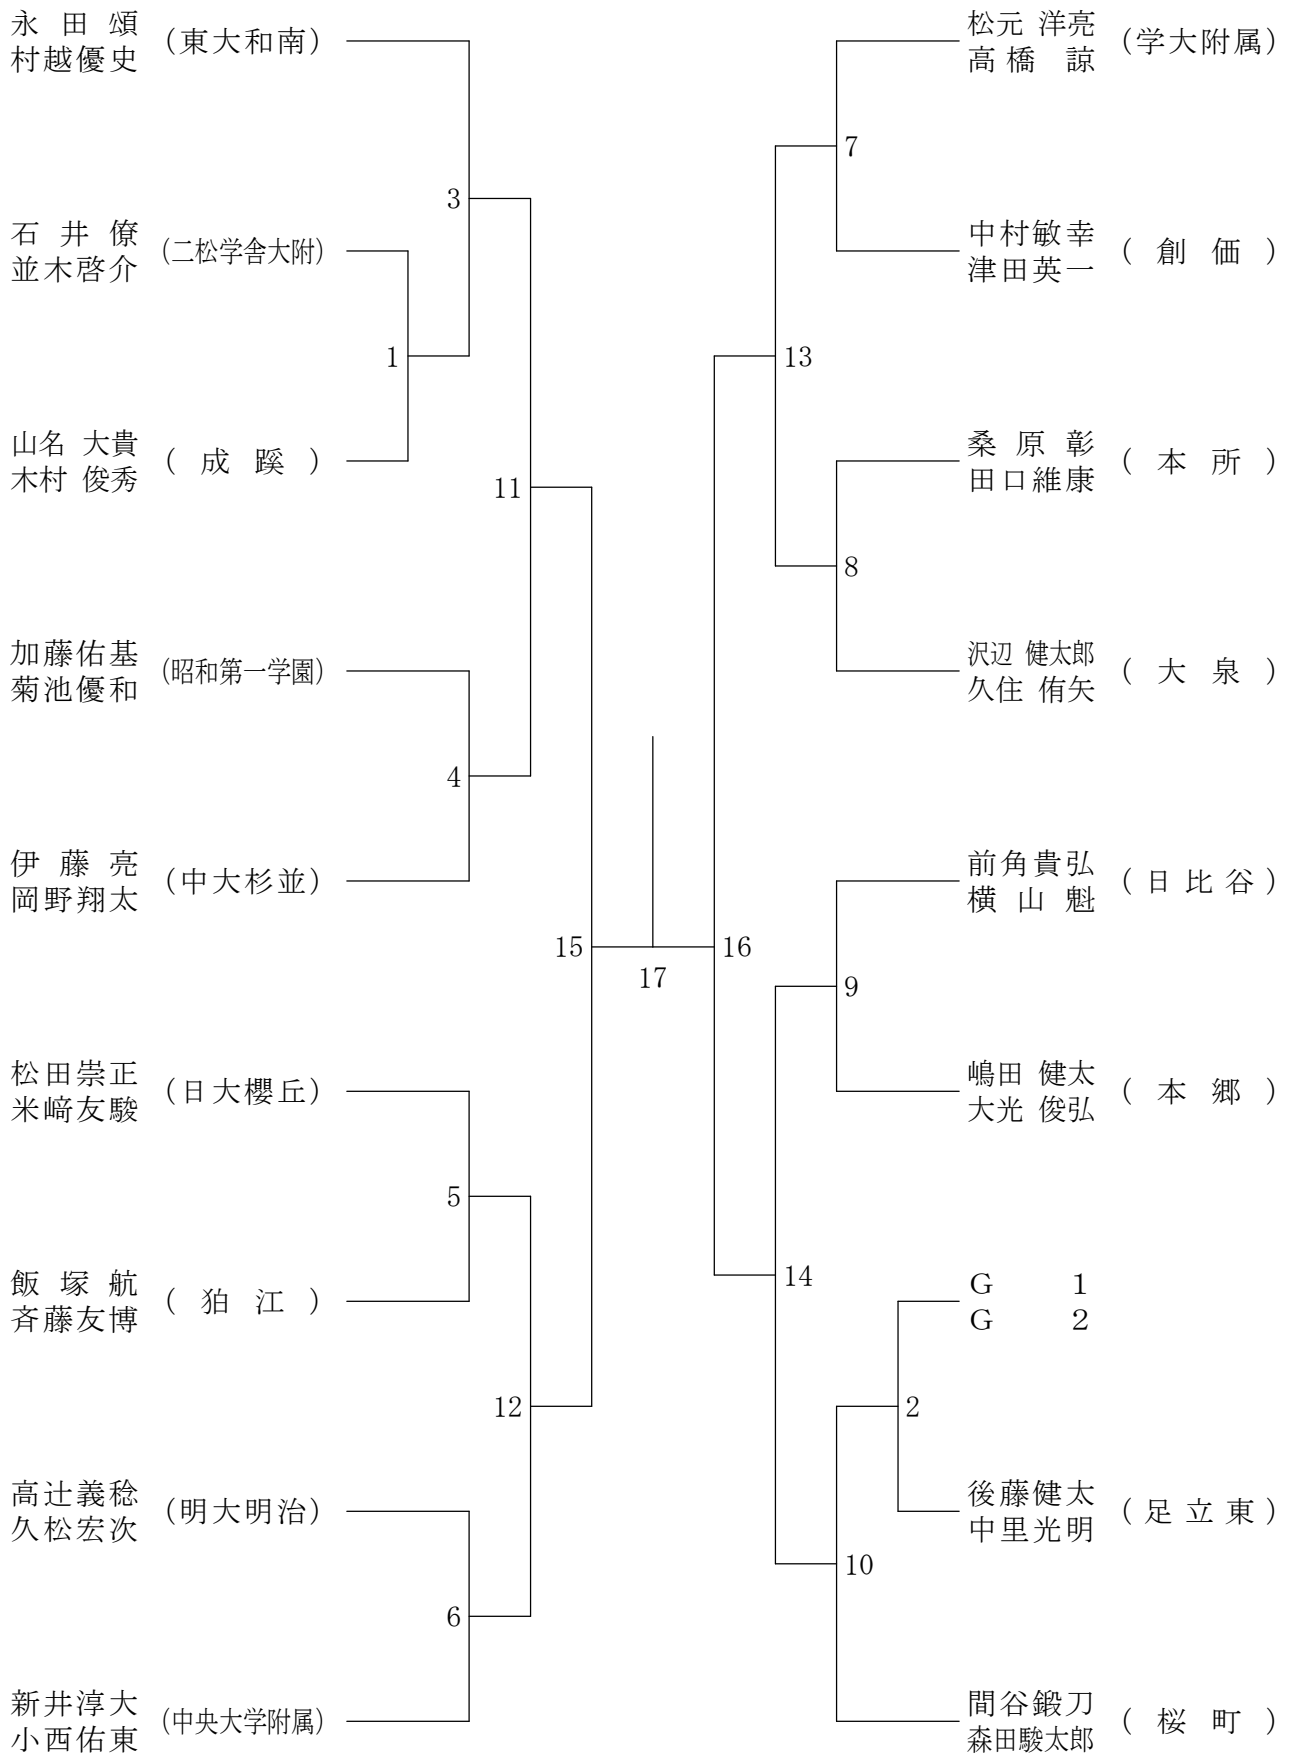 永田 頌
村越優史
(東大和南)
3
石井 僚
並木啓介
(二松学舎大附)
1
山名 大貴
木村 俊秀
(成蹊)
11
加藤佑基
菊池優和
(昭和第一学園)
4
伊藤 亮
岡野翔太
(中大杉並)
15
松田崇正
米﨑友駿
(日大櫻丘)
5
飯塚 航
斉藤友博
(狛江)
12
高辻義稔
久松宏次
(明大明治)
6
新井淳大
小西佑東
(中央大学附属)
17
松元 洋亮
高橋 諒
(学大附属)
7
中村敏幸
津田英一
(創価)
13
桑原 彰
田口維康
(本所)
8
沢辺 健太郎
久住 侑矢
(大泉)
16
前角貴弘
横山 魁
(日比谷)
9
嶋田 健太
大光 俊弘
(本郷)
14
G 1
G 2
2
後藤健太
中里光明
(足立東)
10
間谷鍛刀
森田駿太郎
(桜町)